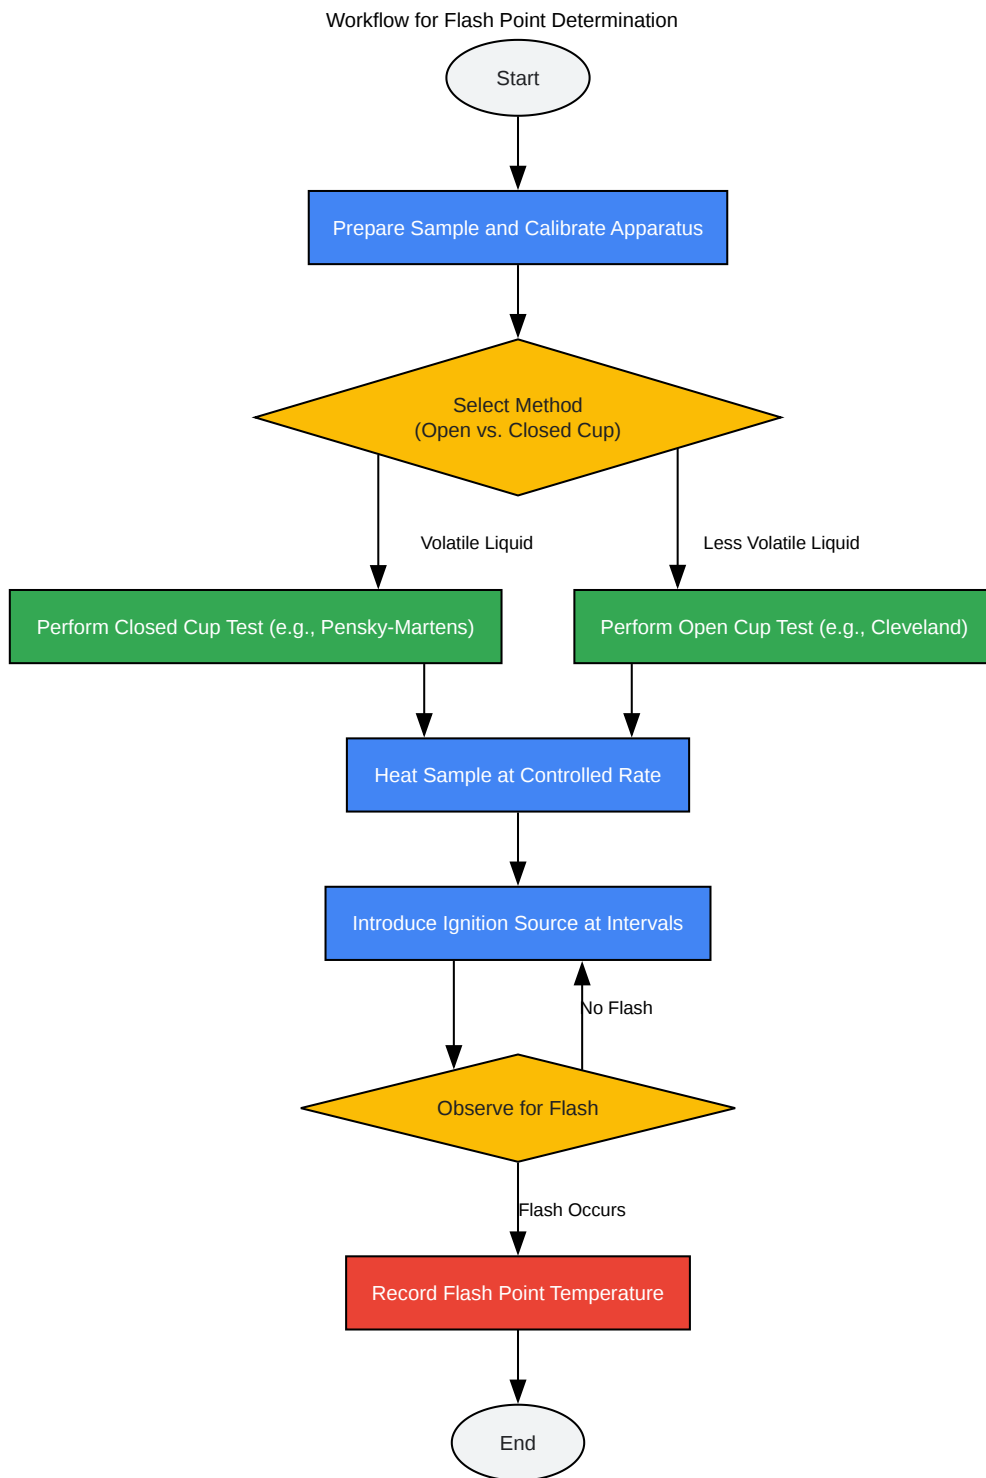 Workflow for Flash Point Determination
Start
Prepare Sample and Calibrate Apparatus
Select Method
(Open vs. Closed Cup)
Volatile Liquid
Less Volatile Liquid
Perform Closed Cup Test (e.g., Pensky-Martens)
Perform Open Cup Test (e.g., Cleveland)
Heat Sample at Controlled Rate
Introduce Ignition Source at Intervals
No Flash
Observe for Flash
Flash Occurs
Record Flash Point Temperature
End